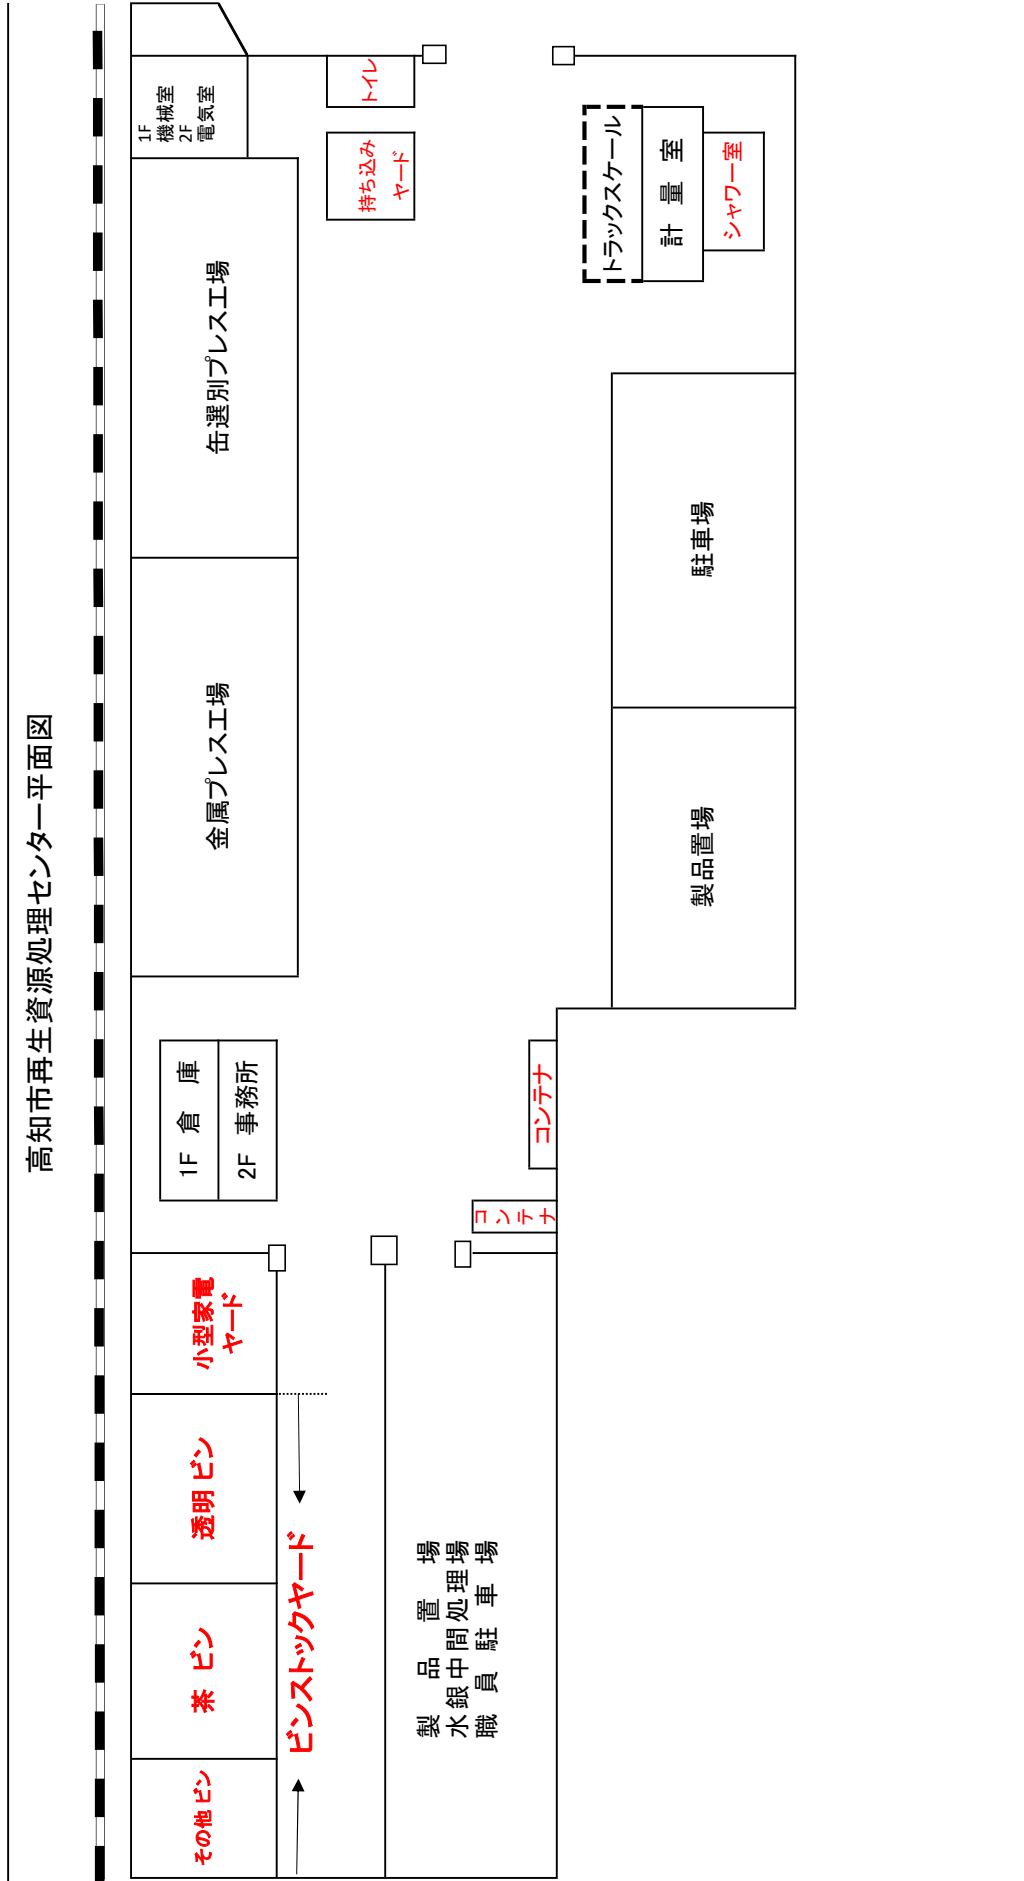 高知市再生資源処理センター平面図
1F
機械室
2F
電気室
トイレ
持ち込み
ヤード
トラックスケール
計 量 室
シャワー室
缶選別プレス工場
金属プレス工場
駐車場
製品置場
1F 倉 庫
2F 事務所
コンテナ
コンテナ
小型家電
ヤード
透明 ビン
茶 ビン
その他 ビン
ビンストックヤード
製 品 置 場
水銀中間処理場
職 員 駐 車 場